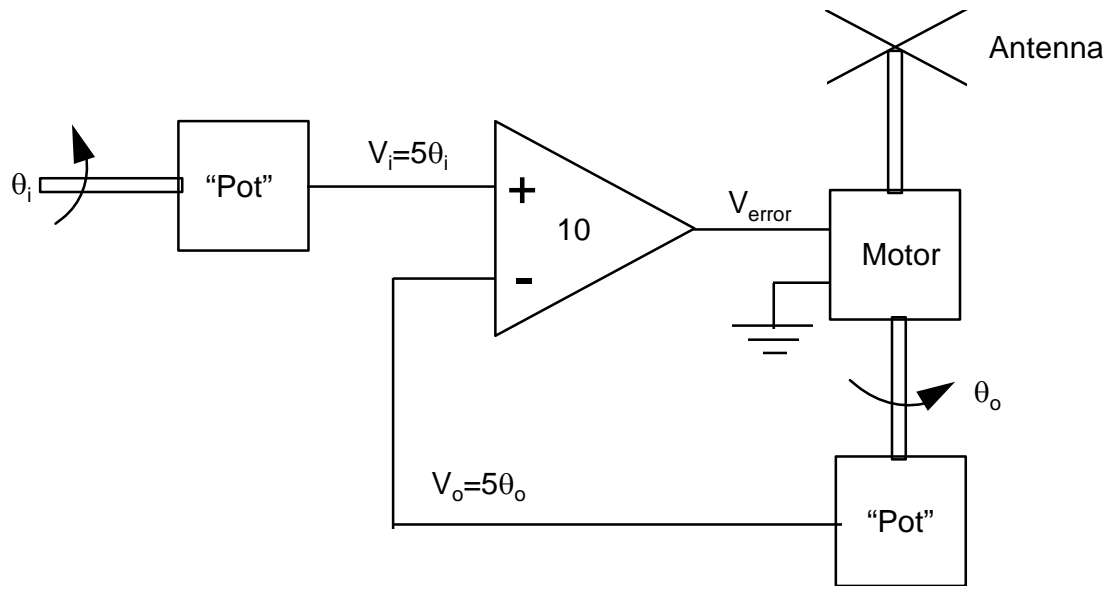 Antenna
θi
“Pot”
Vi=5θi
+
10
-
Verror
Motor
θo
Vo=5θo
“Pot”